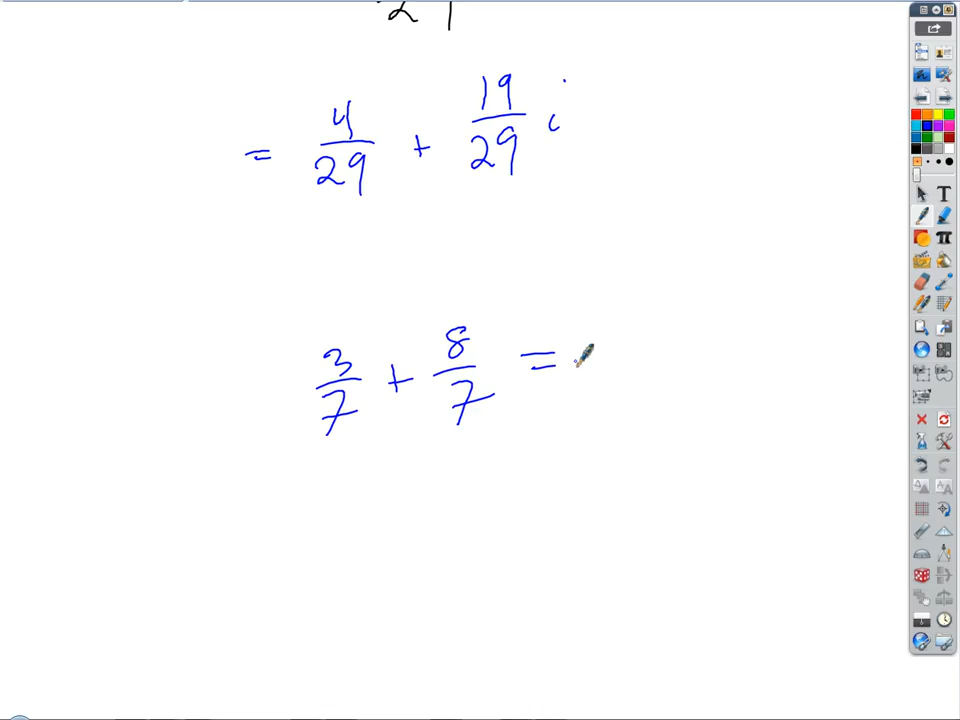 = 4/29 + 19/29 i
3/7 + 8/7 =